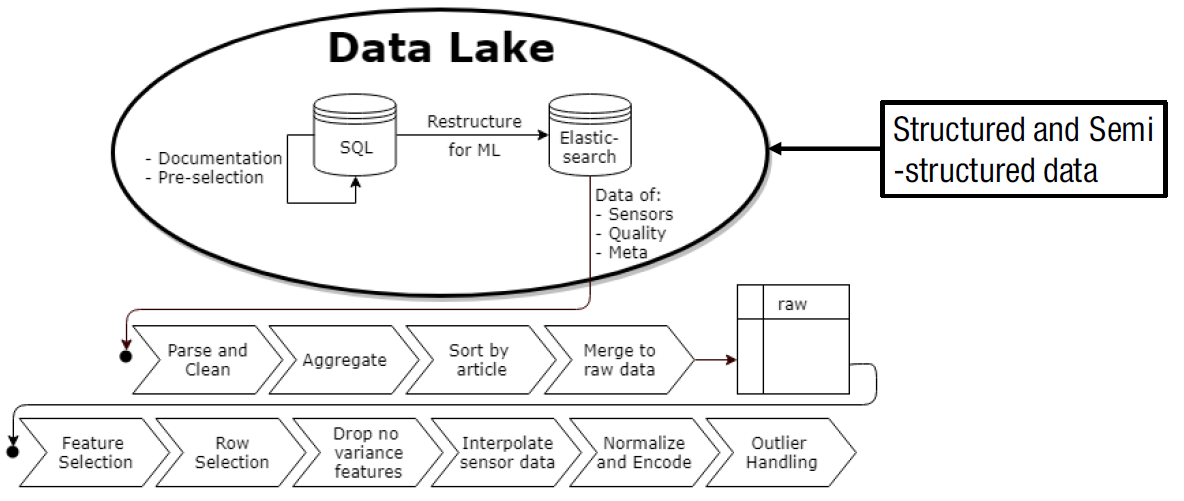 Data Lake
SQL
- Documentation
- Pre-selection
Restructure
for ML
Elastic-
search
Structured and Semi
-structured data
Data of:
- Sensors
- Quality
- Meta
raw
Parse and
Clean
Aggregate
Sort by
article
Merge to
raw data
Feature
Selection
Row
Selection
Drop no
variance
features
Interpolate
sensor data
Normalize
and Encode
Outlier
Handling